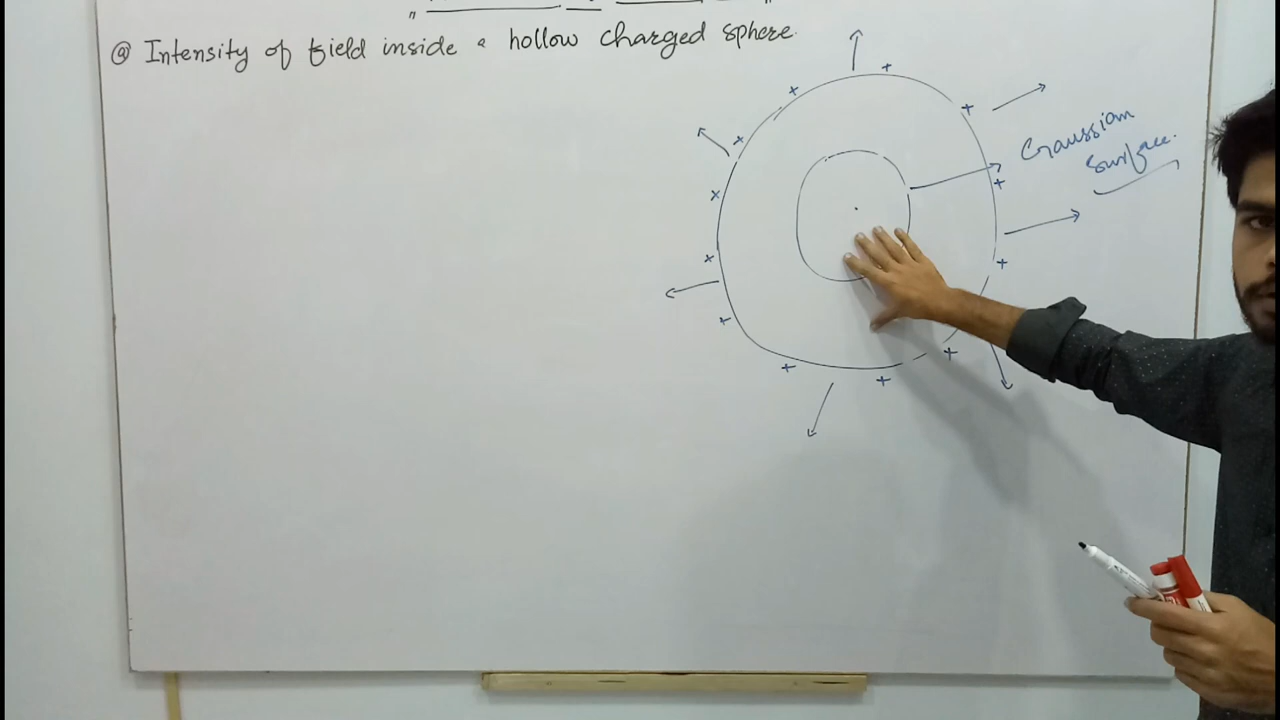 @ Intensity of field inside a hollow charged sphere.
Gaussian
Surface.